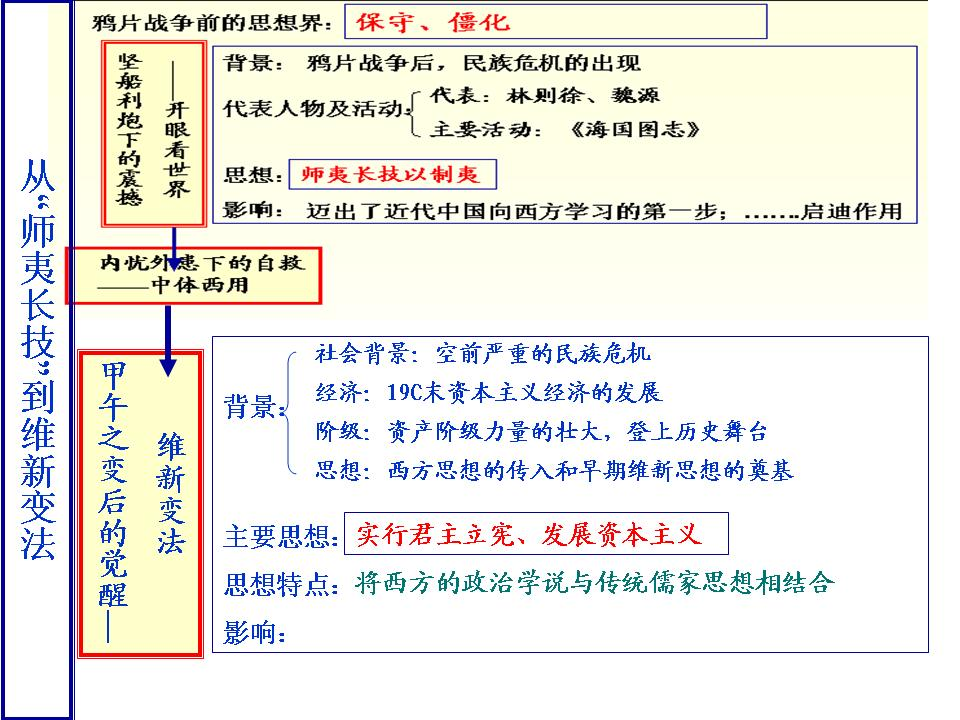 从“师夷长技”到维新变法
鸦片战争前的思想界：保守、僵化
坚船利炮下的震撼
——开眼看世界
背景：鸦片战争后，民族危机的出现
代表人物及活动：
代表：林则徐、魏源
主要活动：《海国图志》
思想：师夷长技以制夷
影响：迈出了近代中国向西方学习的第一步；…….启迪作用
内忧外患下的自救
——中体西用
甲午之变后的觉醒—
维新变法
背景：
社会背景：空前严重的民族危机
经济：19C末资本主义经济的发展
阶级：资产阶级力量的壮大，登上历史舞台
思想：西方思想的传入和早期维新思想的奠基
主要思想：实行君主立宪、发展资本主义
思想特点：将西方的政治学说与传统儒家思想相结合
影响：